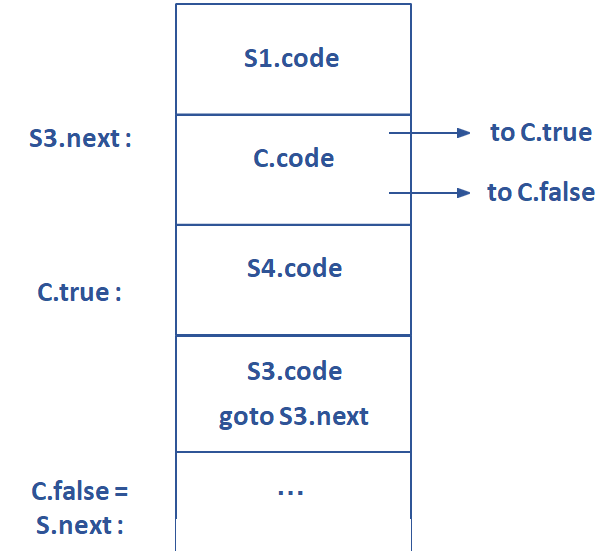 S1.code
S3.next :
C.code
to C.true
to C.false
S4.code
C.true :
S3.code
goto S3.next
C.false =
S.next :
...